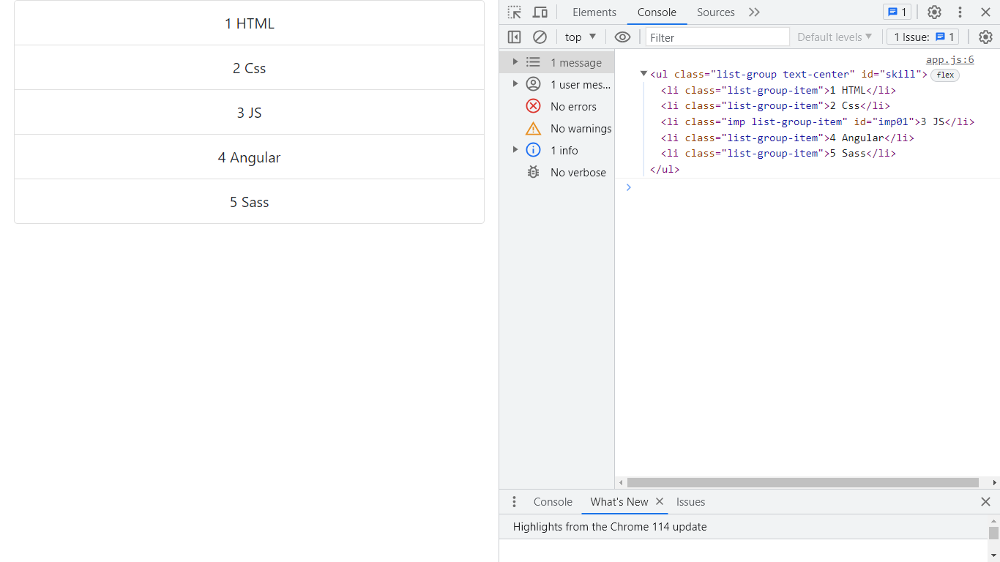 1 HTML
2 Css
3 JS
4 Angular
5 Sass
Elements Console Sources 1
top Filter Default levels 1 Issue: 1
1 message
1 user mes...
No errors
No warnings
1 info
No verbose
app.js:6
<ul class="list-group text-center" id="skill"> flex
<li class="list-group-item">1 HTML</li>
<li class="list-group-item">2 Css</li>
<li class="imp list-group-item" id="imp01">3 JS</li>
<li class="list-group-item">4 Angular</li>
<li class="list-group-item">5 Sass</li>
</ul>
Console What's New Issues
Highlights from the Chrome 114 update